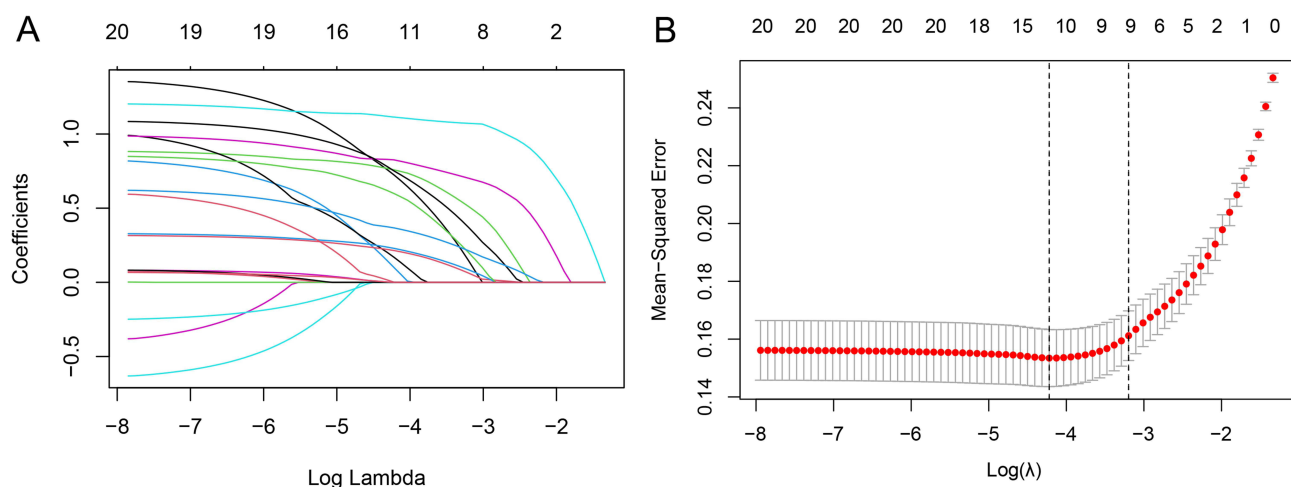 A
20 19 19 16 11 8 2
Coefficients
1.0
0.5
0.0
−0.5
−8 −7 −6 −5 −4 −3 −2
Log Lambda
B
20 20 20 20 20 18 15 10 9 9 6 5 2 1 0
Mean-Squared Error
0.24
0.22
0.20
0.18
0.16
0.14
−8 −7 −6 −5 −4 −3 −2
Log(λ)